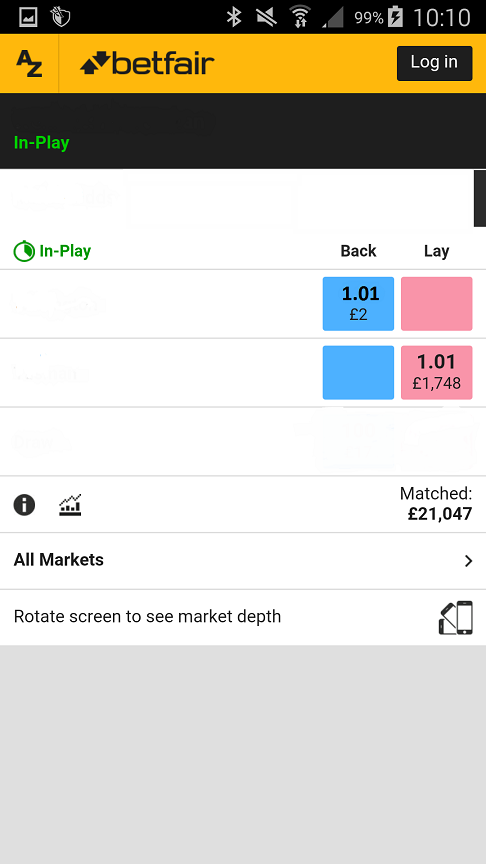 99% 10:10
AZ betfair Log in
In-Play
In-Play Back Lay
1.01
£2
1.01
£1,748
Matched:
£21,047
All Markets
Rotate screen to see market depth